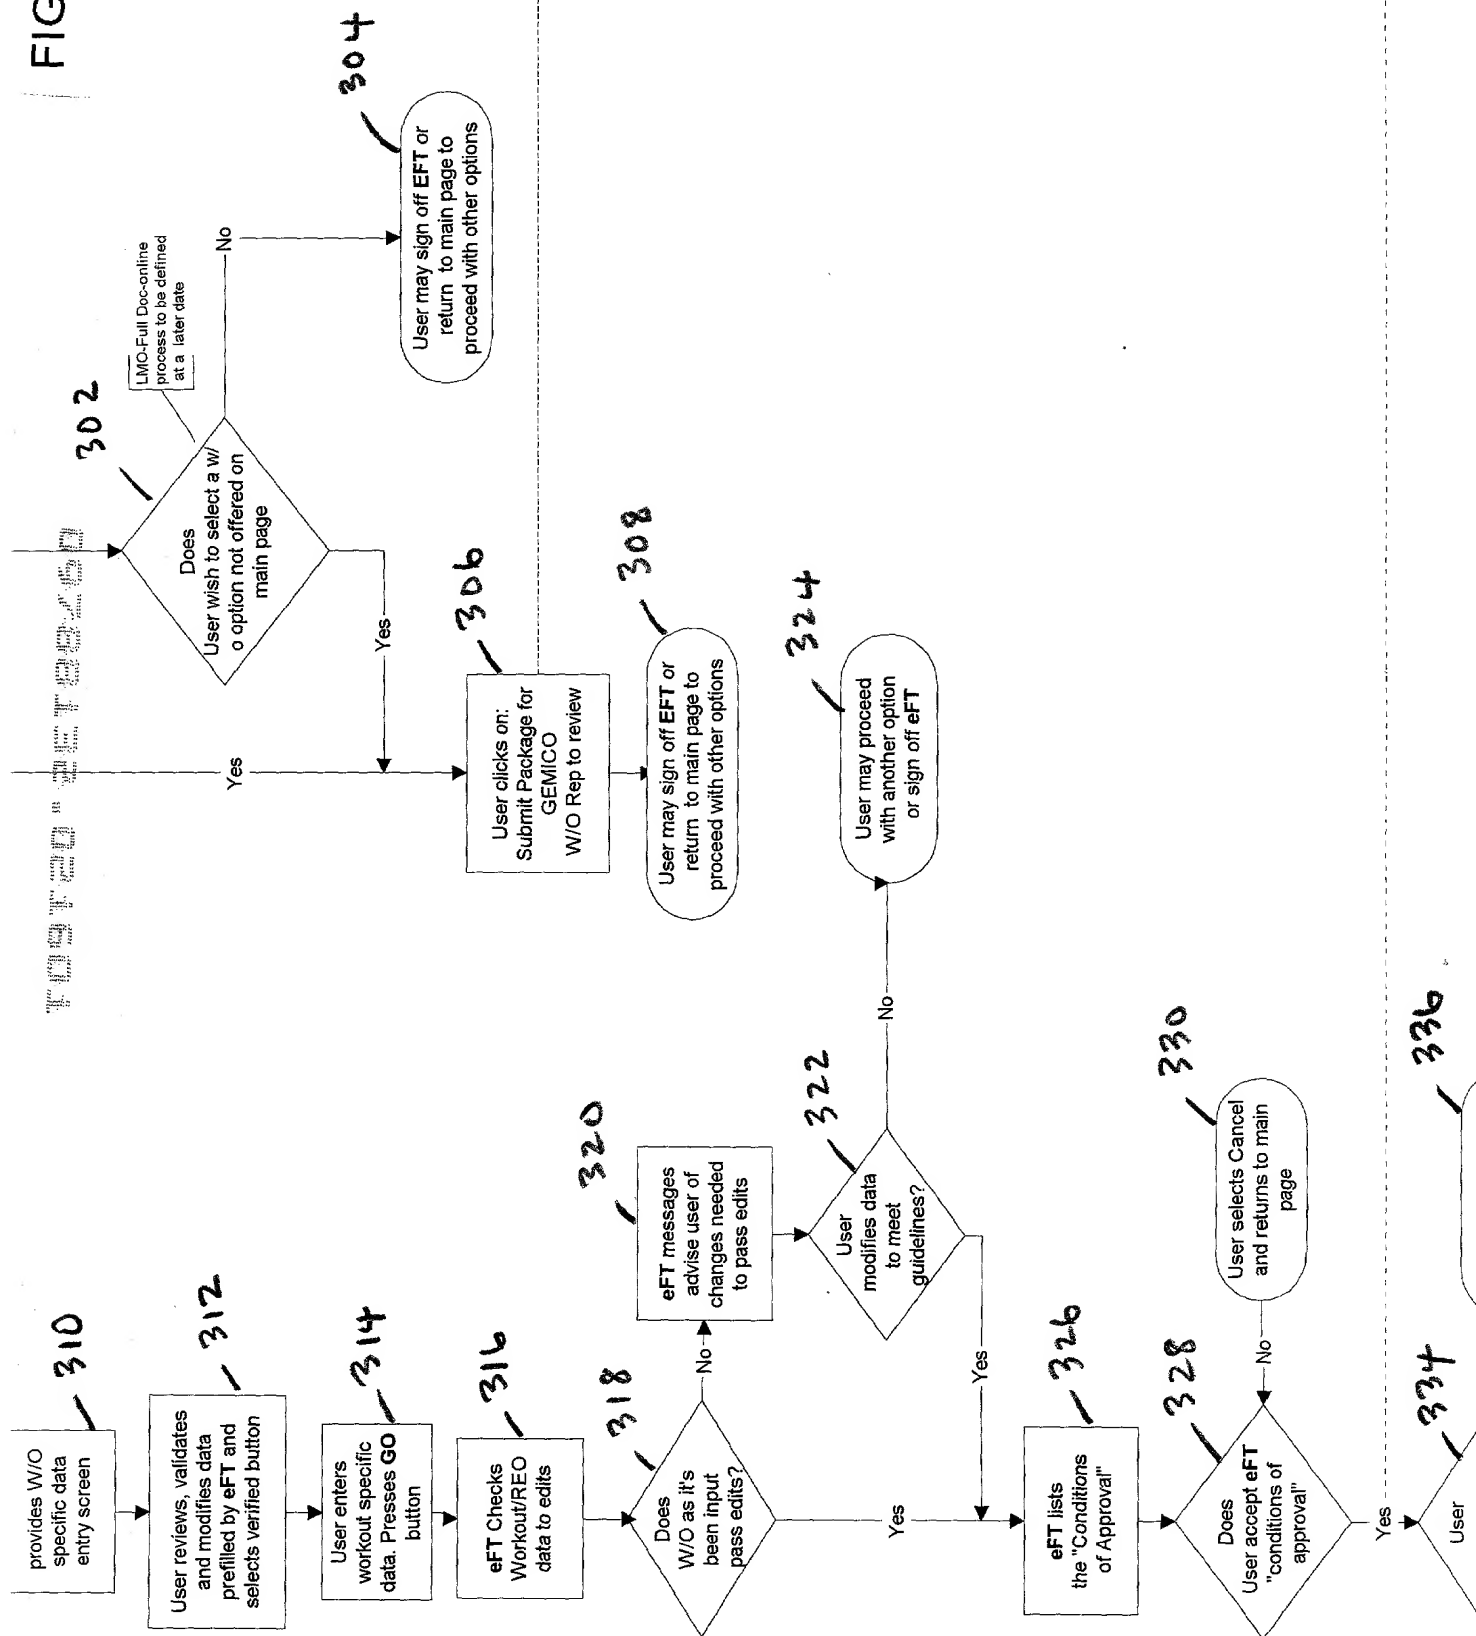 FIG
302
LMO-Full Doc-online
process to be defined
at a later date
Does
User wish to select a w/
o option not offered on
main page
No
304
User may sign off EFT or
return to main page to
proceed with other options
Yes
Yes
306
User clicks on:
Submit Package for
GEMICO
W/O Rep to review
308
User may sign off EFT or
return to main page to
proceed with other options
310
provides W/O
specific data
entry screen
312
User reviews, validates
and modifies data
prefilled by eFT and
selects verified button
314
User enters
workout specific
data. Presses GO
button
316
eFT Checks
Workout/REO
data to edits
318
Does
W/O as it's
been input
pass edits?
No
320
eFT messages
advise user of
changes needed
to pass edits
322
User
modifies data
to meet
guidelines?
No
324
User may proceed
with another option
or sign off eFT
Yes
Yes
326
eFT lists
the "Conditions
of Approval"
328
Does
User accept eFT
"conditions of
approval"
No
330
User selects Cancel
and returns to main
page
Yes
334
User
336